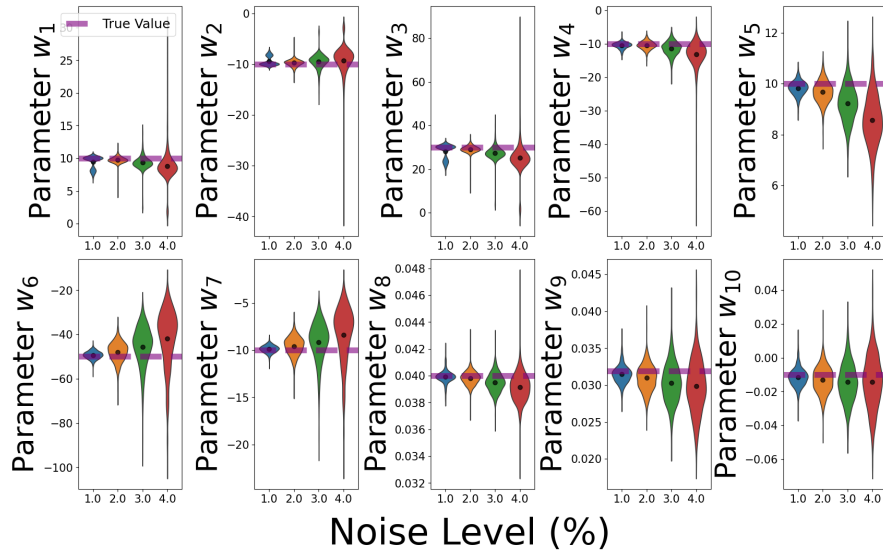 True Value
Parameter w1
30
25
20
15
10
5
0
1.0 2.0 3.0 4.0
Parameter w2
0
−10
−20
−30
−40
1.0 2.0 3.0 4.0
Parameter w3
80
60
40
20
0
1.0 2.0 3.0 4.0
Parameter w4
0
−10
−20
−30
−40
−50
−60
1.0 2.0 3.0 4.0
Parameter w5
12
10
8
6
4
1.0 2.0 3.0 4.0
Parameter w6
−20
−40
−60
−80
−100
1.0 2.0 3.0 4.0
Parameter w7
−5
−10
−15
−20
1.0 2.0 3.0 4.0
Parameter w8
0.048
0.046
0.044
0.042
0.040
0.038
0.036
0.034
0.032
1.0 2.0 3.0 4.0
Parameter w9
0.045
0.040
0.035
0.030
0.025
0.020
1.0 2.0 3.0 4.0
Parameter w10
0.04
0.02
0.00
−0.02
−0.04
−0.06
1.0 2.0 3.0 4.0
Noise Level (%)